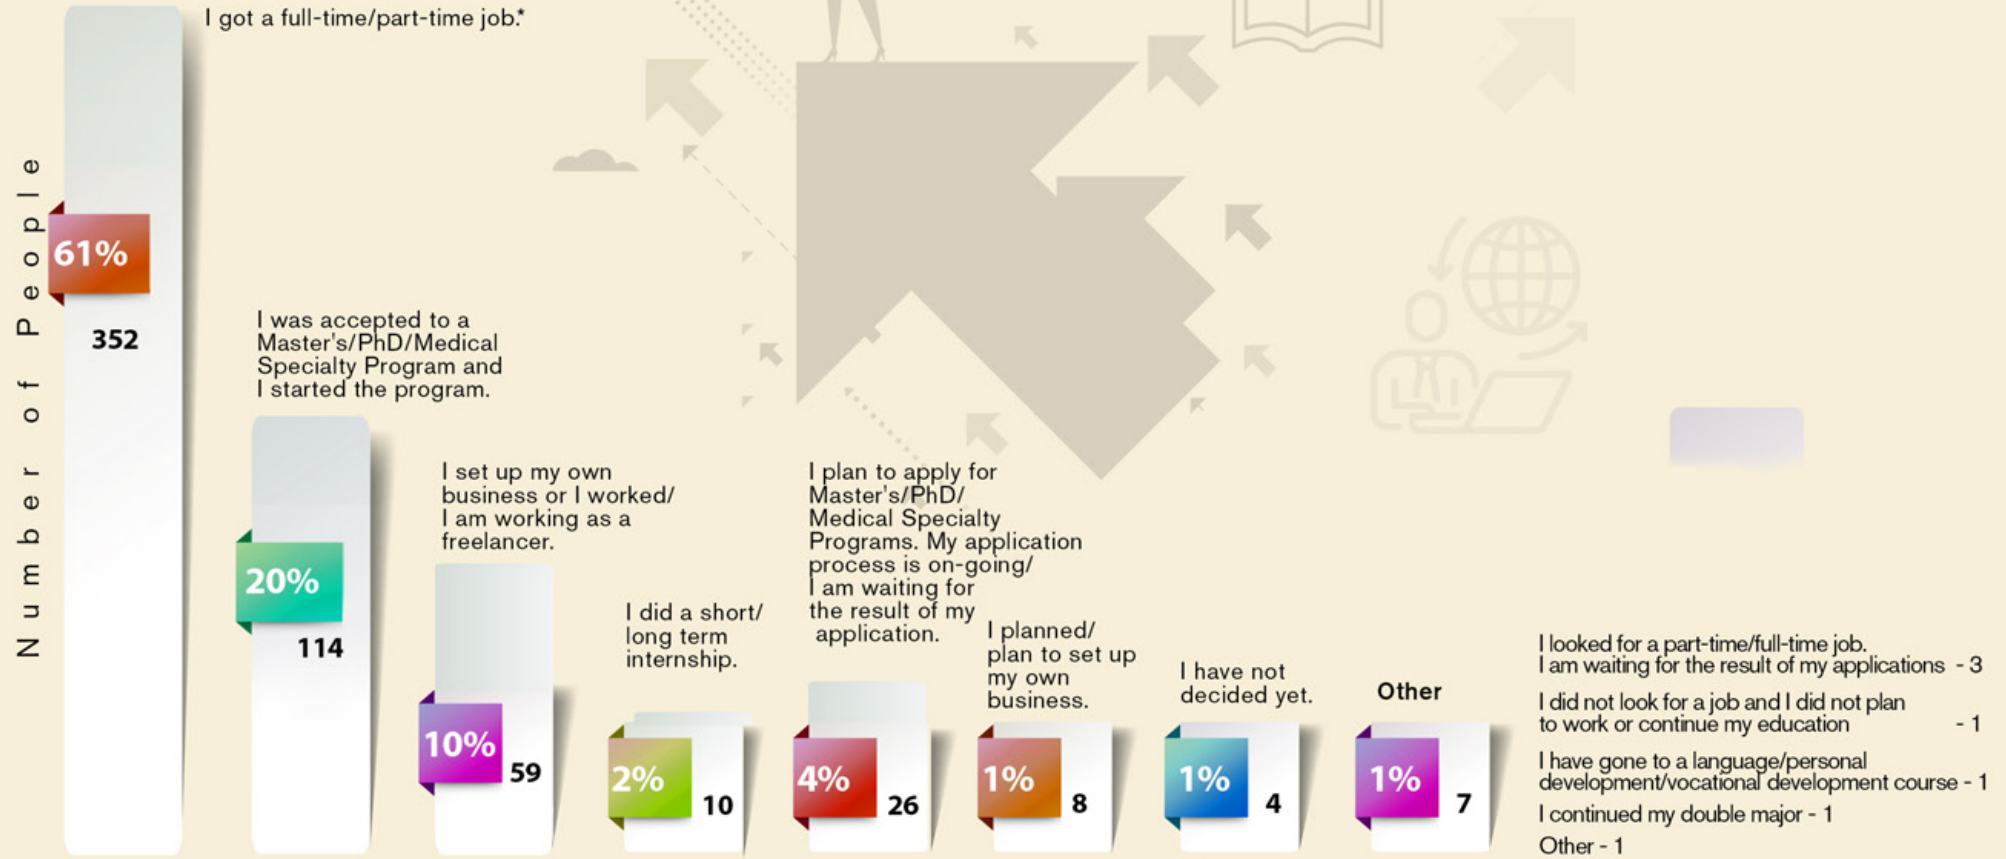 I got a full-time/part-time job.*
Number of People
61%
352
I was accepted to a
Master's/PhD/Medical
Specialty Program and
I started the program.
20%
114
I set up my own
business or I worked/
I am working as a
freelancer.
10%
59
I did a short/
long term
internship.
2%
10
I plan to apply for
Master's/PhD/
Medical Specialty
Programs. My application
process is on-going/
I am waiting for
the result of my
application.
4%
26
I planned/
plan to set up
my own
business.
1%
8
I have not
decided yet.
1%
4
Other
1%
7
I looked for a part-time/full-time job.
I am waiting for the result of my applications - 3
I did not look for a job and I did not plan
to work or continue my education - 1
I have gone to a language/personal
development/vocational development course - 1
I continued my double major - 1
Other - 1